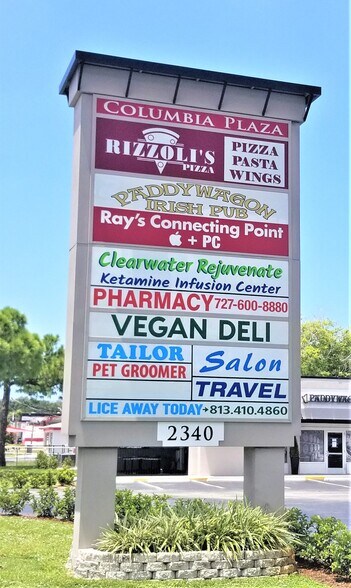 COLUMBIA PLAZA
RIZZOLI'S
PIZZA
PIZZA
PASTA
WINGS
PADDYWAGON
IRISH PUB
Ray's Connecting Point
+ PC
Clearwater Rejuvenate
Ketamine Infusion Center
PHARMACY 727-600-8880
VEGAN DELI
TAILOR
PET GROOMER
Salon
TRAVEL
LICE AWAY TODAY→813.410.4860
2340